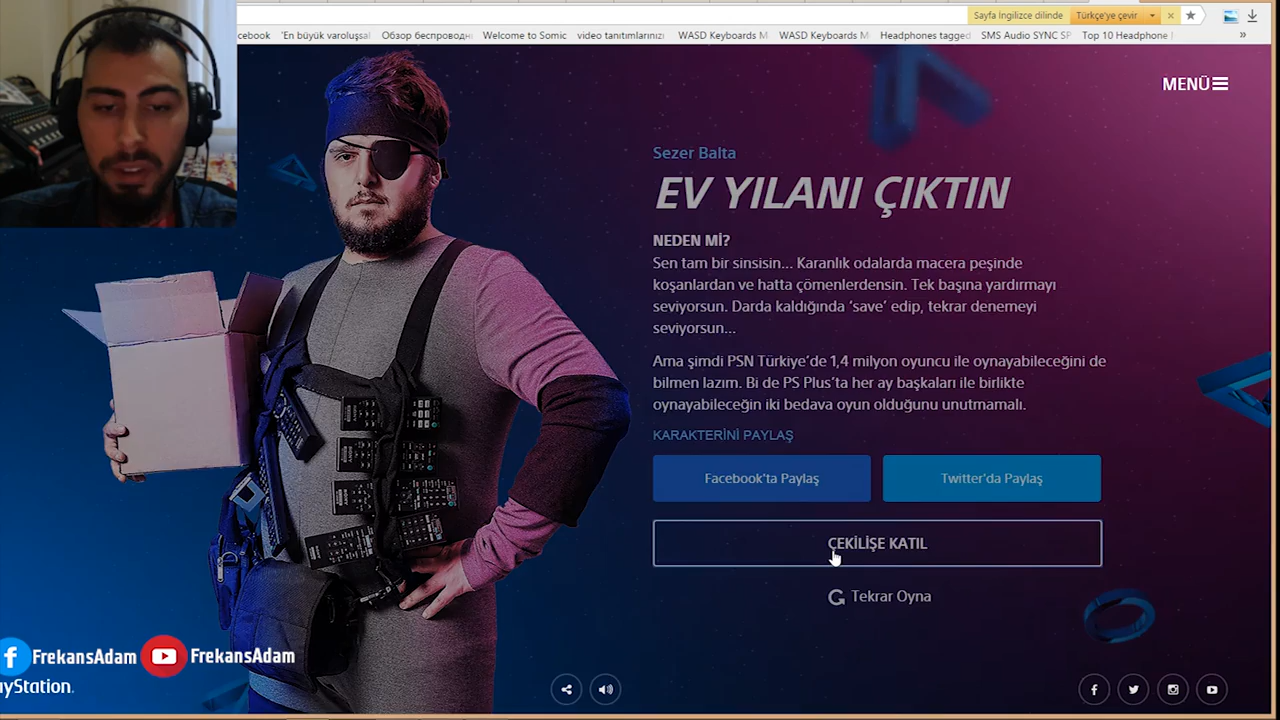 Sayfa İngilizce dilinde
Türkçe'ye çevir
cebook
'En büyük varoluşsal
Обзор беспроводн
Welcome to Somic
video tanıtımlarınızı
WASD Keyboards M
WASD Keyboards M
Headphones tagged
SMS Audio SYNC SP
Top 10 Headphone
MENÜ
Sezer Balta
EV YILANI ÇIKTIN
NEDEN Mİ?
Sen tam bir sinsisin... Karanlık odalarda macera peşinde
koşanlardan ve hatta çömenlerdensin. Tek başına yardırmayı
seviyorsun. Darda kaldığında 'save' edip, tekrar denemeyi
seviyorsun...
Ama şimdi PSN Türkiye'de 1,4 milyon oyuncu ile oynayabileceğini de
bilmen lazım. Bi de PS Plus'ta her ay başkaları ile birlikte
oynayabileceğin iki bedava oyun olduğunu unutmamalı.
KARAKTERİNİ PAYLAŞ
Facebook'ta Paylaş
Twitter'da Paylaş
ÇEKİLİŞE KATIL
Tekrar Oyna
FrekansAdam
FrekansAdam
ayStation.